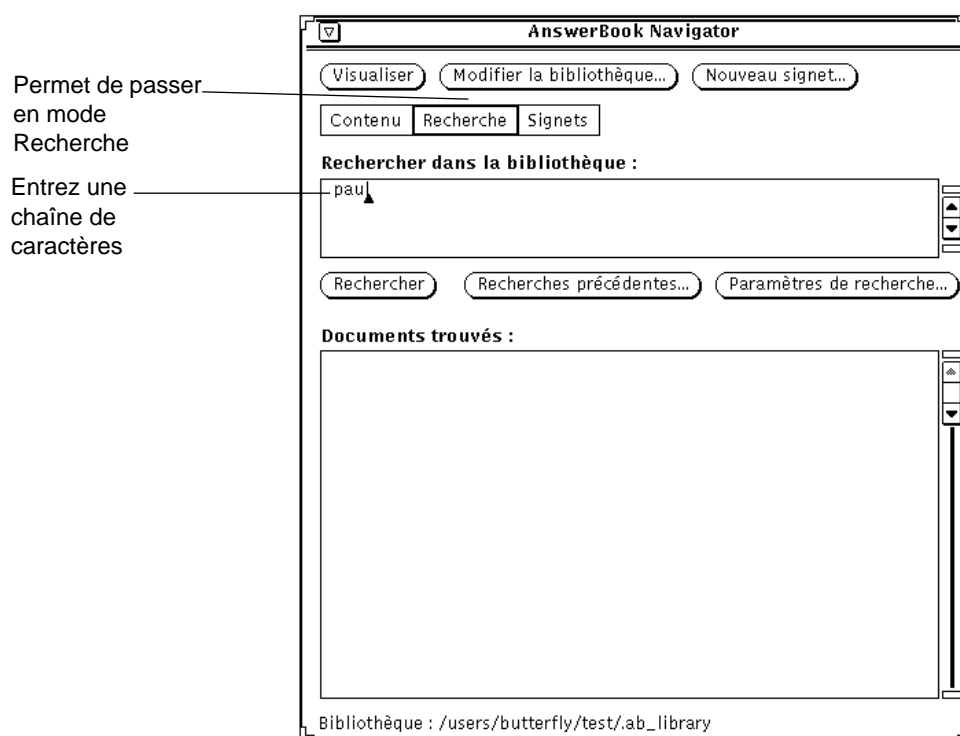 AnswerBook Navigator
Visualiser Modifier la bibliothèque... Nouveau signet...
Permet de passer
en mode
Recherche
Contenu Recherche Signets
Rechercher dans la bibliothèque :
Entrez une
chaîne de
caractères
paul
Rechercher Recherches précédentes... Paramètres de recherche...
Documents trouvés :
Bibliothèque : /users/butterfly/test/.ab_library